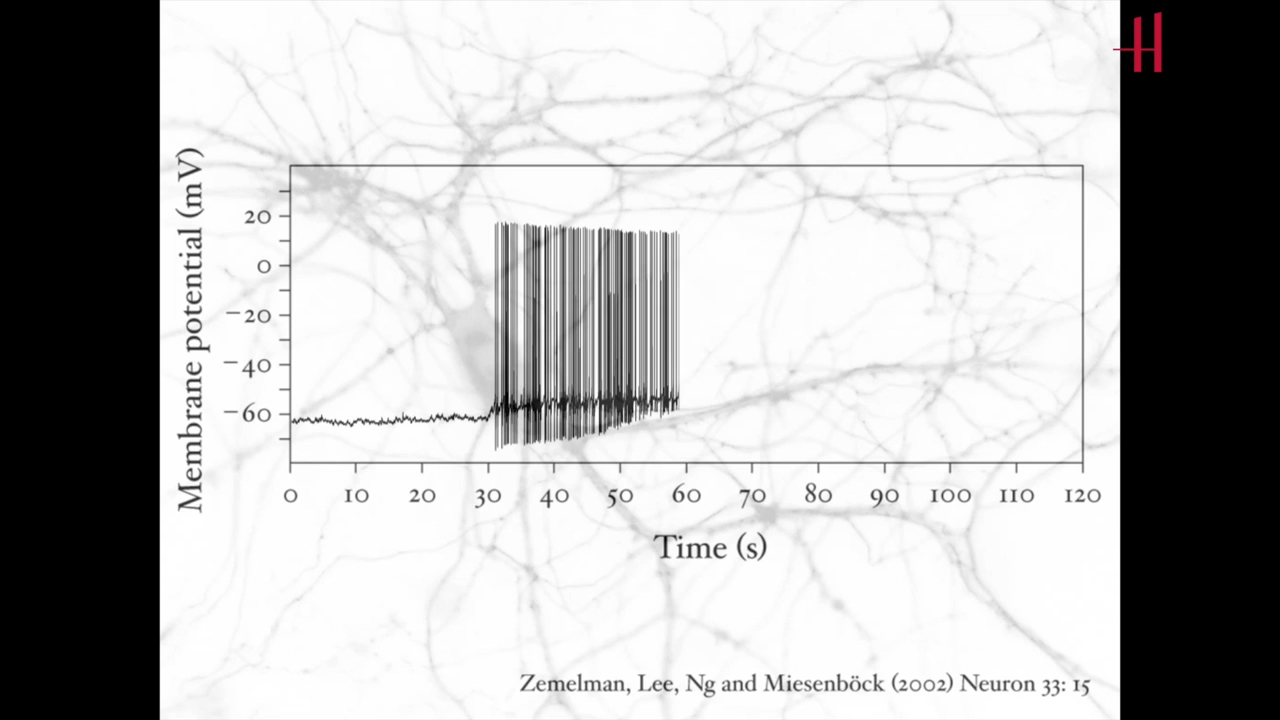 Membrane potential (mV)
20
0
−20
−40
−60
0 10 20 30 40 50 60 70 80 90 100 110 120
Time (s)
Zemelman, Lee, Ng and Miesenböck (2002) Neuron 33: 15
H